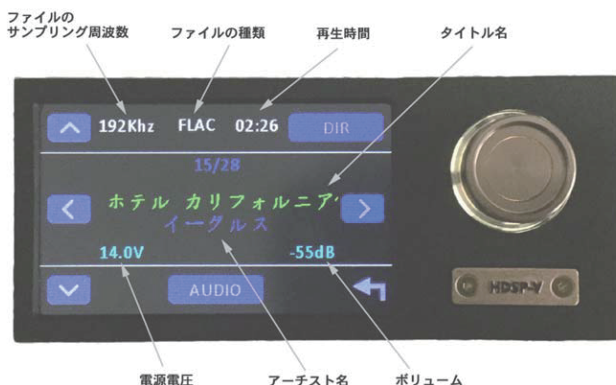 ファイルの
サンプリング周波数
ファイルの種類
再生時間
タイトル名
192Khz
FLAC
02:26
DIR
15/28
ホテル カリフォルニア
イーグルス
14.0V
-55dB
AUDIO
HDSP-V
電源電圧
アーチスト名
ボリューム